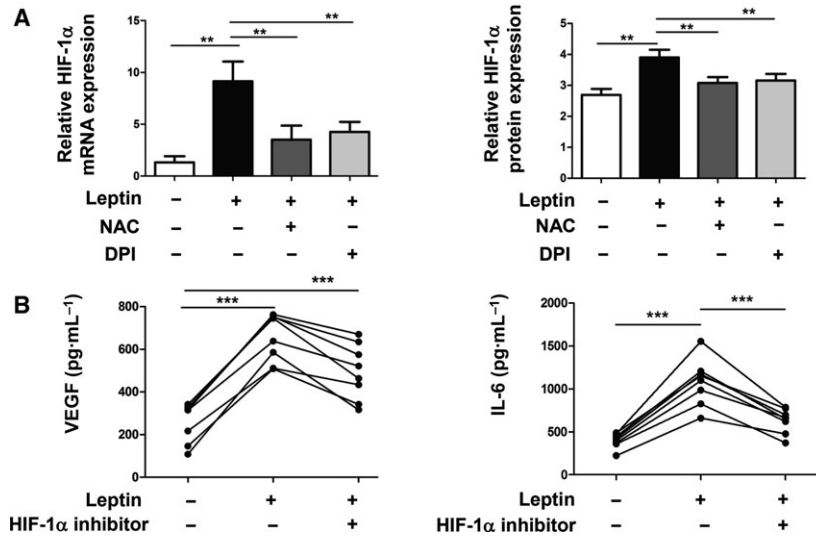 A
Relative HIF-1α
mRNA expression
15
10
5
0
** ** **
Leptin – + + +
NAC – – + –
DPI – – – +
Relative HIF-1α
protein expression
5
4
3
2
1
0
** ** **
Leptin – + + +
NAC – – + –
DPI – – – +
B
VEGF (pg·mL⁻¹)
800
600
400
200
0
*** ***
Leptin – + +
HIF-1α inhibitor – – +
IL-6 (pg·mL⁻¹)
2000
1500
1000
500
0
*** ***
Leptin – + +
HIF-1α inhibitor – – +